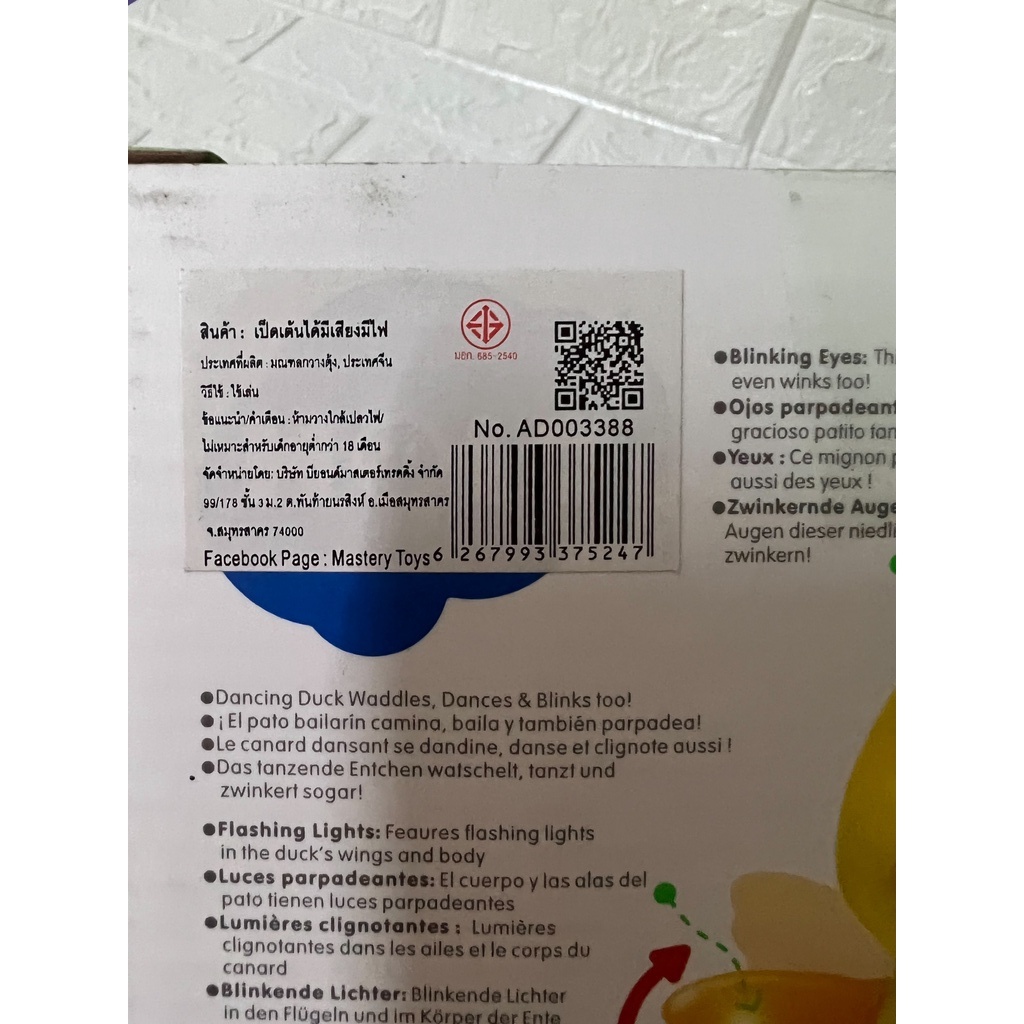 สินค้า : เป็ดเต้นได้มีเสียงมีไฟ
ประเทศที่ผลิต : มณฑลกวางตุ้ง, ประเทศจีน
วิธีใช้ : ใช้เล่น
ข้อแนะนำ/คำเตือน : ห้ามวางใกล้เปลวไฟ/
ไม่เหมาะสำหรับเด็กอายุต่ำกว่า 18 เดือน
จัดจำหน่ายโดย: บริษัท บียอนด์มาสเตอร์เทรดดิ้ง จำกัด
99/178 ชั้น 3 ม.2 ต.พันท้ายนรสิงห์ อ.เมืองสมุทรสาคร
จ.สมุทรสาคร 74000
Facebook Page : Mastery Toys
มอก. 685-2540
No. AD003388
6 267993 375247
●Blinking Eyes: Th
even winks too!
●Ojos parpadeant
gracioso patito
●Yeux : Ce mignon
aussi des yeux !
●Zwinkernde Auge
Augen dieser niedli
zwinkern!
●Dancing Duck Waddles, Dances & Blinks too!
●¡El pato bailarín camina, baila y también parpadea!
●Le canard dansant se dandine, danse et clignote aussi !
●Das tanzende Entchen watschelt, tanzt und
zwinkert sogar!
●Flashing Lights: Feaures flashing lights
in the duck's wings and body
●Luces parpadeantes: El cuerpo y las alas del
pato tienen luces parpadeantes
●Lumières clignotantes : Lumières
clignotantes dans les ailes et le corps du
canard
●Blinkende Lichter: Blinkende Lichter
in den Flügeln und im Körper der Ente